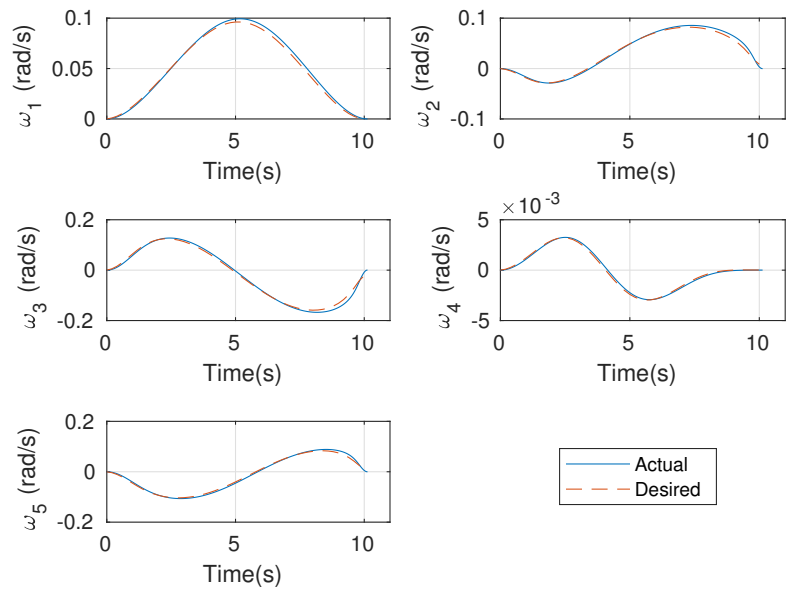 0.1
0.05
0
0 5 10
Time(s)
ω1 (rad/s)
0.1
0
-0.1
0 5 10
Time(s)
ω2 (rad/s)
0.2
0
-0.2
0 5 10
Time(s)
ω3 (rad/s)
×10-3
5
0
-5
0 5 10
Time(s)
ω4 (rad/s)
0.2
0
-0.2
0 5 10
Time(s)
ω5 (rad/s)
Actual
Desired